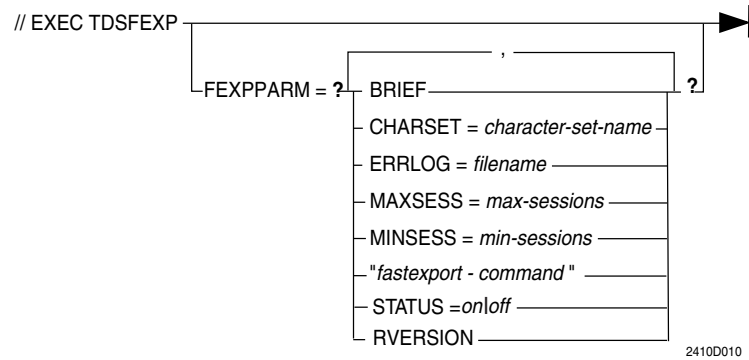 // EXEC TDSFEXP
,
FEXPPARM = ? BRIEF ?
CHARSET = character-set-name
ERRLOG = filename
MAXSESS = max-sessions
MINSESS = min-sessions
"fastexport - command "
STATUS =on|off
RVERSION
2410D010